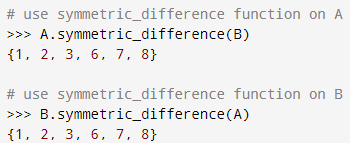 # use symmetric_difference function on A
>>> A.symmetric_difference(B)
{1, 2, 3, 6, 7, 8}
# use symmetric_difference function on B
>>> B.symmetric_difference(A)
{1, 2, 3, 6, 7, 8}